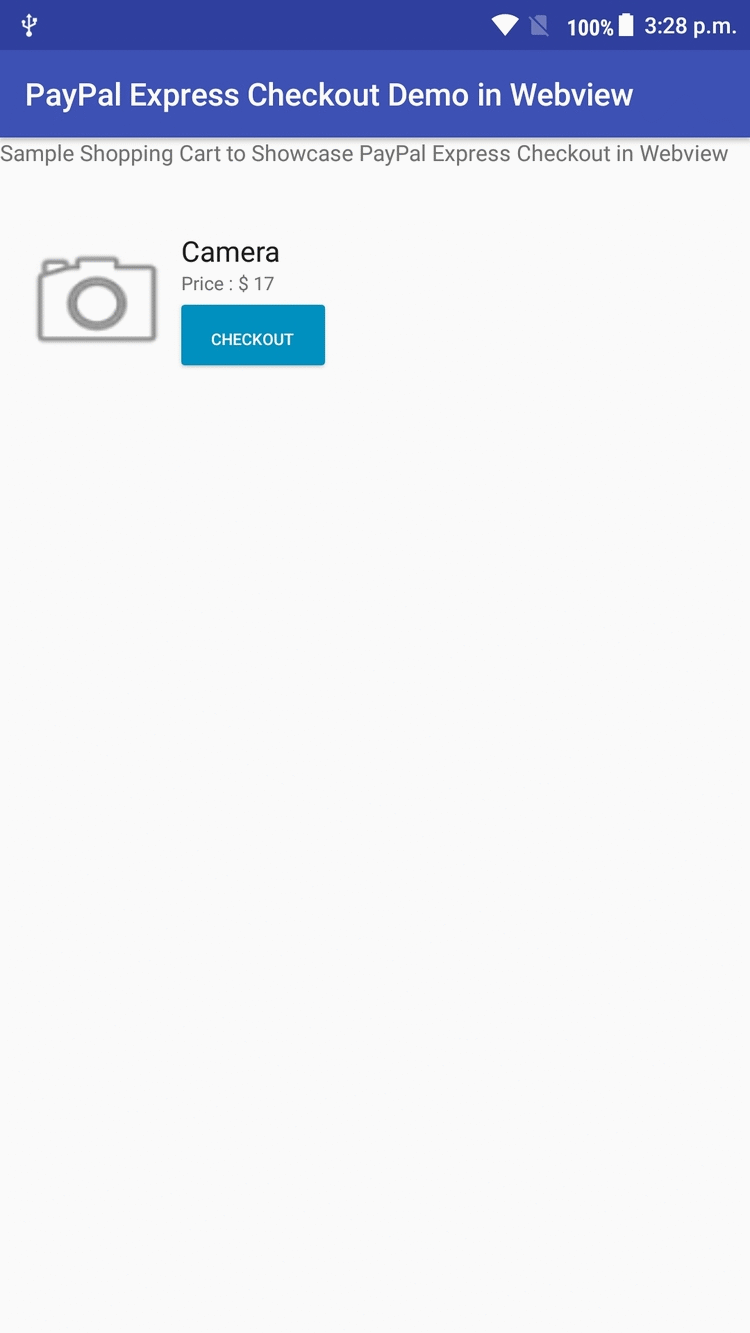 100% 3:28 p.m.
PayPal Express Checkout Demo in Webview
Sample Shopping Cart to Showcase PayPal Express Checkout in Webview
Camera
Price : $ 17
CHECKOUT